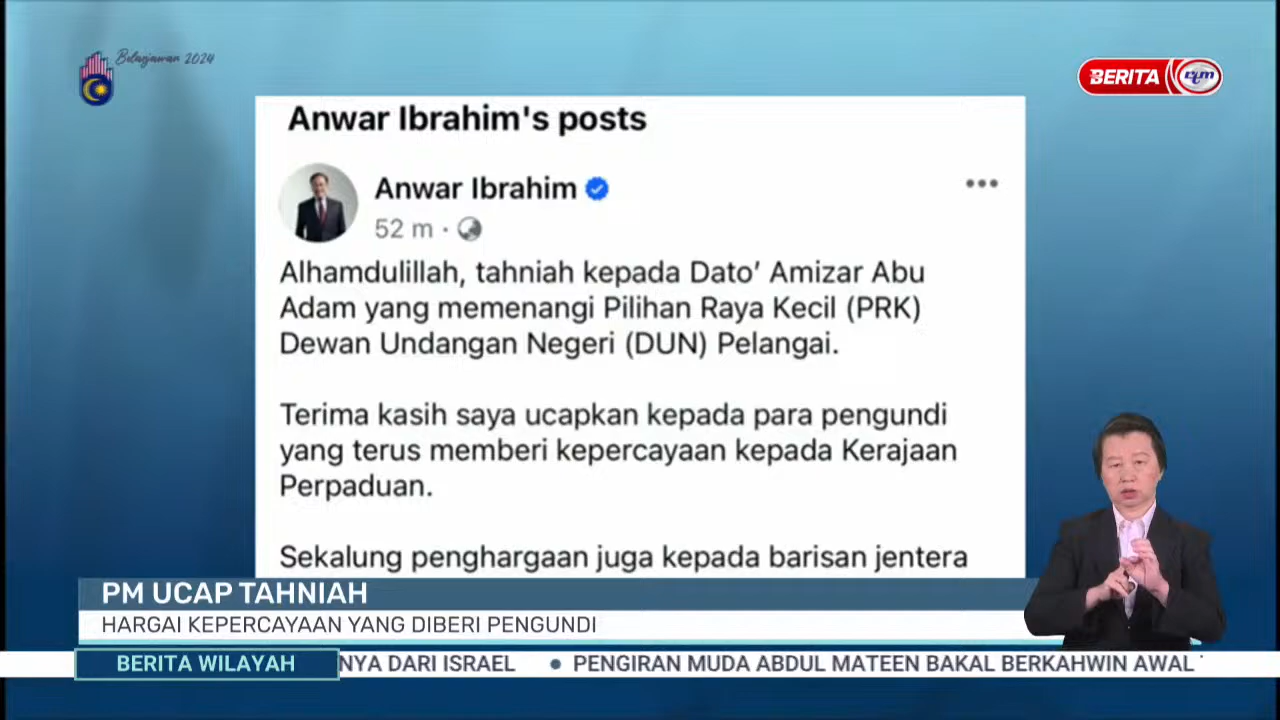 Belanjawan 2024
BERITA rtm
Anwar Ibrahim's posts
Anwar Ibrahim
52 m ·
Alhamdulillah, tahniah kepada Dato’ Amizar Abu
Adam yang memenangi Pilihan Raya Kecil (PRK)
Dewan Undangan Negeri (DUN) Pelangai.
Terima kasih saya ucapkan kepada para pengundi
yang terus memberi kepercayaan kepada Kerajaan
Perpaduan.
Sekalung penghargaan juga kepada barisan jentera
PM UCAP TAHNIAH
HARGAI KEPERCAYAAN YANG DIBERI PENGUNDI
BERITA WILAYAH
NYA DARI ISRAEL • PENGIRAN MUDA ABDUL MATEEN BAKAL BERKAHWIN AWAL